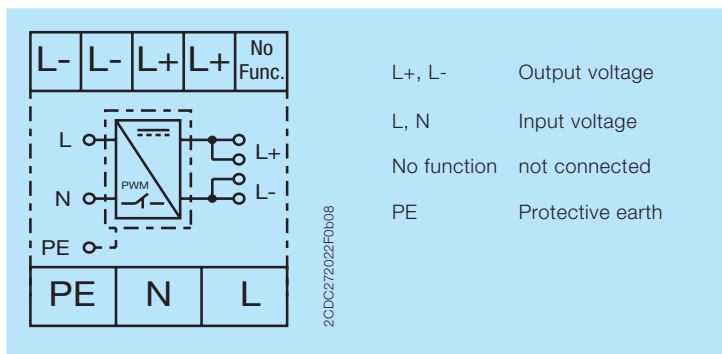 L- L- L+ L+ No Func.
L
N
PE
PWM
L+
L-
PE N L
2CDC272022F0b08
L+, L- Output voltage
L, N Input voltage
No function not connected
PE Protective earth